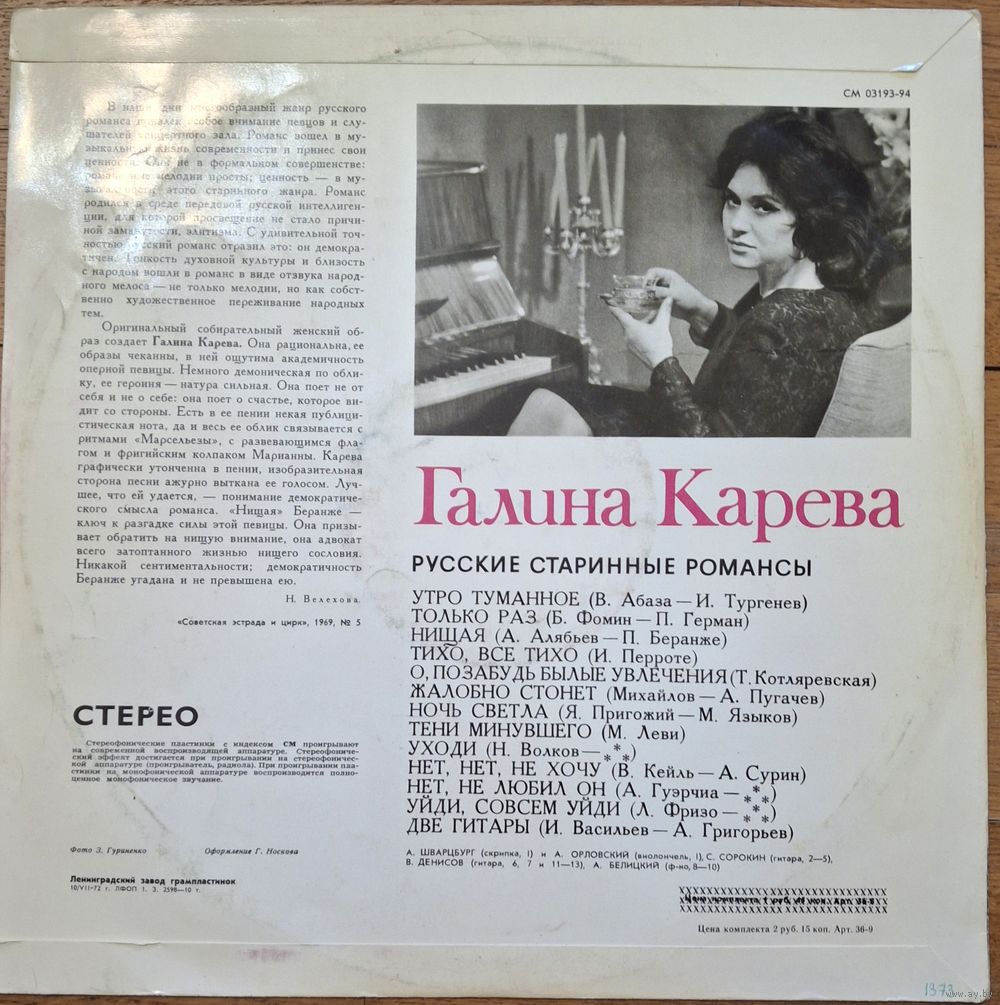 СМ 03193-94
В наши дни многообразный жанр русского
романса привлек особое внимание певцов и слу-
шателей концертного зала. Романс вошел в му-
зыкальную жизнь современности и принес свои
ценности. Они не в формальном совершенстве:
мелодии просты; ценность — в му-
этого старинного жанра. Романс
родился в среде передовой русской интеллиген-
ции, для которой просвещение не стало причи-
ной замкнутости, элитизма. С удивительной точ-
ностью русский романс отразил это: он демокра-
тичен. Тонкость духовной культуры и близость
с народом вошли в романс в виде отзвука народ-
ного мелоса — не только мелодии, но как собст-
венно художественное переживание народных
тем.
Оригинальный собирательный женский об-
раз создает Галина Карева. Она рациональна, ее
образы чеканны, в ней ощутима академичность
оперной певицы. Немного демоническая по обли-
ку, ее героиня — натура сильная. Она поет не от
себя и не о себе: она поет о счастье, которое ви-
дит со стороны. Есть в ее пении некая публици-
стическая нота, да и весь ее облик связывается с
ритмами «Марсельезы», с развевающимся фла-
гом и фригийским колпаком Марианны. Карева
графически утонченна в пении, изобразительная
сторона песни ажурно выткана ее голосом. Луч-
шее, что ей удается, — понимание демократиче-
ского смысла романса. «Нищая» Беранже —
ключ к разгадке силы этой певицы. Она призы-
вает обратить на нищую внимание, она адвокат
всего затоптанного жизнью нищего сословия.
Никакой сентиментальности; демократичность
Беранже угадана и не превышена ею.
Н. Велехова.
«Советская эстрада и цирк», 1969, № 5
Галина Карева
РУССКИЕ СТАРИННЫЕ РОМАНСЫ
УТРО ТУМАННОЕ (В. Абаза — И. Тургенев)
ТОЛЬКО РАЗ (Б. Фомин — П. Герман)
НИЩАЯ (А. Алябьев — П. Беранже)
ТИХО, ВСЕ ТИХО (И. Перроте)
О, ПОЗАБУДЬ БЫЛЫЕ УВЛЕЧЕНИЯ (Т. Котляревская)
ЖАЛОБНО СТОНЕТ (Михайлов — А. Пугачев)
НОЧЬ СВЕТЛА (Я. Пригожий — М. Языков)
ТЕНИ МИНУВШЕГО (М. Леви)
УХОДИ (Н. Волков — ***)
НЕТ, НЕТ, НЕ ХОЧУ (В. Кейль — А. Сурин)
НЕТ, НЕ ЛЮБИЛ ОН (А. Гуэрчиа — ***)
УЙДИ, СОВСЕМ УЙДИ (Л. Фризо — ***)
ДВЕ ГИТАРЫ (И. Васильев — А. Григорьев)
А. ШВАРЦБУРГ (скрипка, 1) и А. ОРЛОВСКИЙ (виолончель, 1), С. СОРОКИН (гитара, 2—5),
В. ДЕНИСОВ (гитара, 6, 7 и 11—13), А. БЕЛИЦКИЙ (ф-но, 8—10)
СТЕРЕО
Стереофонические пластинки с индексом СМ проигрывают
на современной воспроизводящей аппаратуре. Стереофониче-
ский эффект достигается при проигрывании на стереофониче-
ской аппаратуре (проигрыватель, радиола). При проигрывании пла-
стинки на монофонической аппаратуре воспроизводится полно-
ценное монофоническое звучание.
Фото З. Гуриненко Оформление Г. Носкова
Ленинградский завод грампластинок
10/VII-72 г. ЛФОП 1. З. 2598—10 т.
Цена комплекта 2 руб. 15 коп. Арт. 36-9
1373
www.ay.by